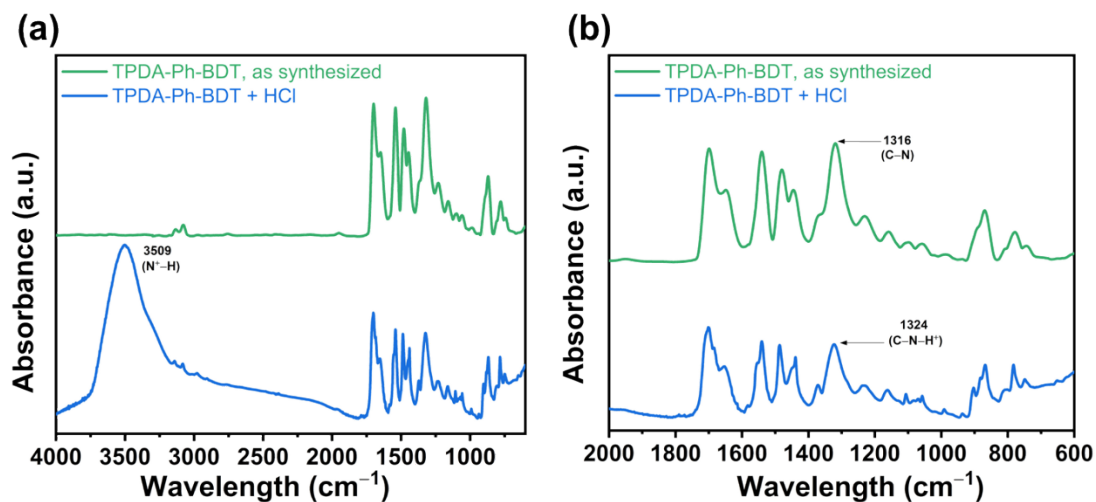 (a)
TPDA-Ph-BDT, as synthesized
TPDA-Ph-BDT + HCl
3509
(N⁺–H)
Absorbance (a.u.)
4000 3500 3000 2500 2000 1500 1000
Wavelength (cm⁻¹)
(b)
TPDA-Ph-BDT, as synthesized
TPDA-Ph-BDT + HCl
1316
(C–N)
1324
(C–N–H⁺)
Absorbance (a.u.)
2000 1800 1600 1400 1200 1000 800 600
Wavelength (cm⁻¹)